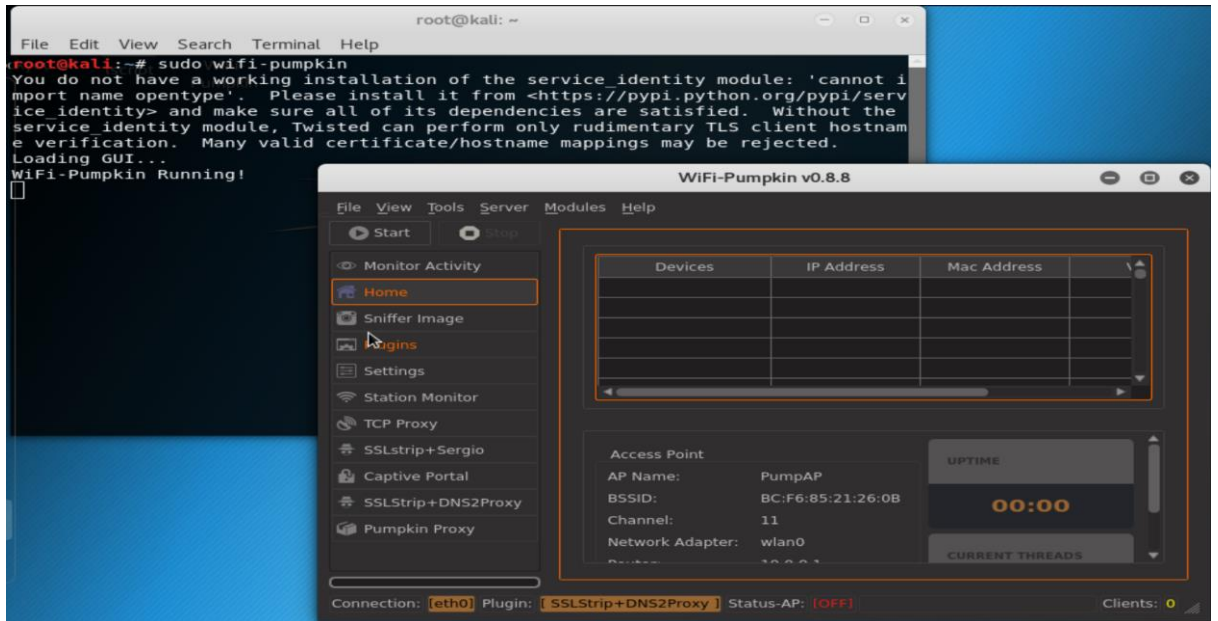 root@kali: ~
File Edit View Search Terminal Help
root@kali:~# sudo wifi-pumpkin
You do not have a working installation of the service_identity module: 'cannot i
mport name opentype'.  Please install it from <https://pypi.python.org/pypi/serv
ice_identity> and make sure all of its dependencies are satisfied.  Without the
service_identity module, Twisted can perform only rudimentary TLS client hostnam
e verification.  Many valid certificate/hostname mappings may be rejected.
Loading GUI...
WiFi-Pumpkin Running!
WiFi-Pumpkin v0.8.8
File View Tools Server Modules Help
Start Stop
Monitor Activity
Home
Sniffer Image
Plugins
Settings
Station Monitor
TCP Proxy
SSLstrip+Sergio
Captive Portal
SSLStrip+DNS2Proxy
Pumpkin Proxy
Devices IP Address Mac Address
Access Point
AP Name: PumpAP
BSSID: BC:F6:85:21:26:0B
Channel: 11
Network Adapter: wlan0
UPTIME
00:00
CURRENT THREADS
Connection: [eth0] Plugin: [ SSLStrip+DNS2Proxy ] Status-AP: [OFF] Clients: 0